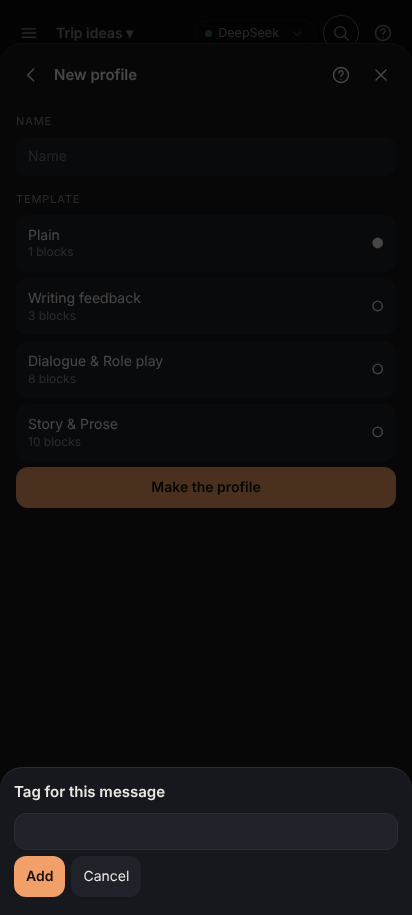 Trip ideas ▾
DeepSeek
New profile
NAME
Name
TEMPLATE
Plain
1 blocks
Writing feedback
3 blocks
Dialogue & Role play
8 blocks
Story & Prose
10 blocks
Make the profile
Tag for this message
Add
Cancel